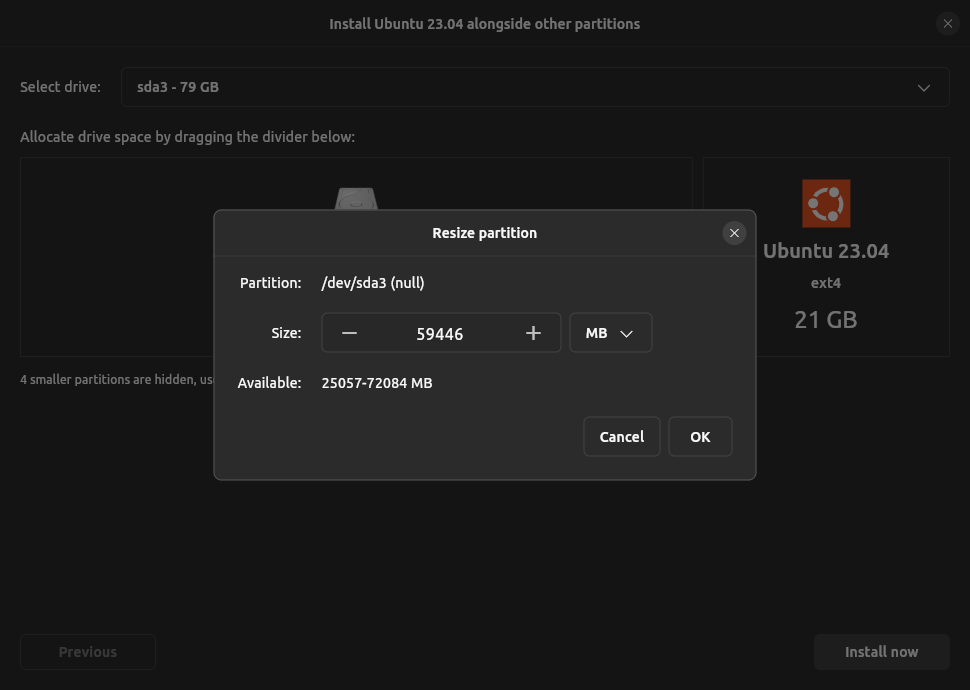 Install Ubuntu 23.04 alongside other partitions
Select drive: sda3 - 79 GB
Allocate drive space by dragging the divider below:
Resize partition
Partition: /dev/sda3 (null)
Size: 59446 MB
Available: 25057-72084 MB
Cancel OK
Ubuntu 23.04
ext4
21 GB
4 smaller partitions are hidden,
Previous Install now